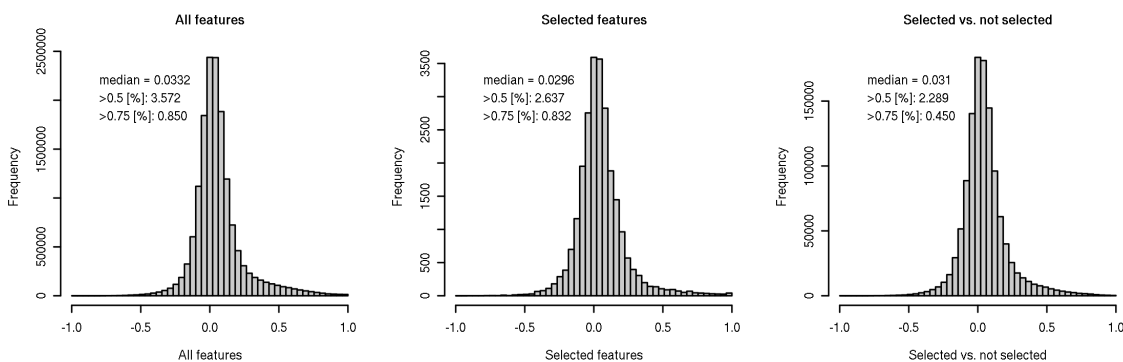 All features
2500000
1500000
500000
0
Frequency
median = 0.0332
>0.5 [%]: 3.572
>0.75 [%]: 0.850
-1.0 -0.5 0.0 0.5 1.0
All features
Selected features
3500
2500
1500
500
0
Frequency
median = 0.0296
>0.5 [%]: 2.637
>0.75 [%]: 0.832
-1.0 -0.5 0.0 0.5 1.0
Selected features
Selected vs. not selected
150000
100000
50000
0
Frequency
median = 0.031
>0.5 [%]: 2.289
>0.75 [%]: 0.450
-1.0 -0.5 0.0 0.5 1.0
Selected vs. not selected